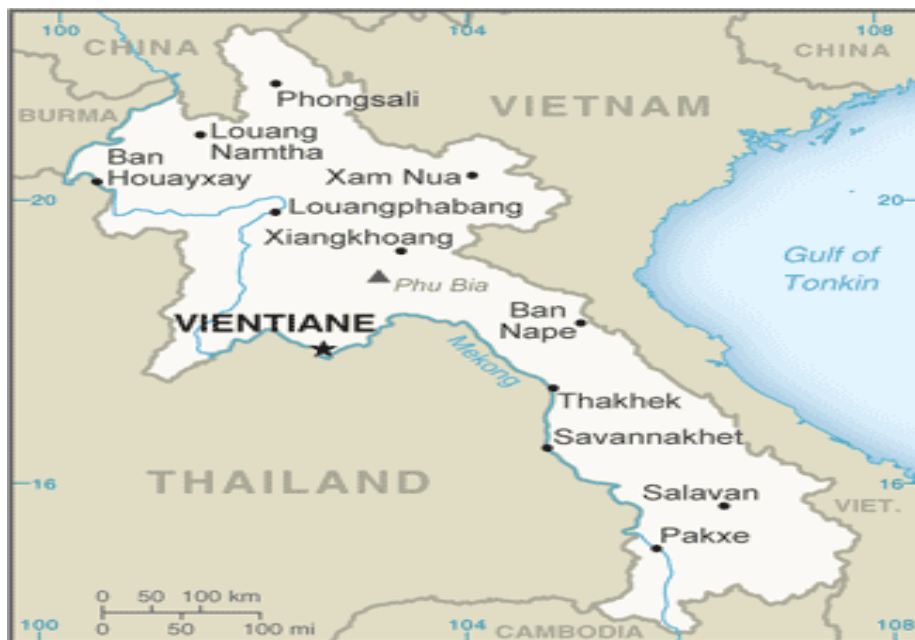 100
104
108
CHINA
CHINA
Phongsali
VIETNAM
BURMA
Louang
Namtha
Ban
Houayxay
Xam Nua
20
20
Louangphabang
Xiangkhoang
Gulf of
Tonkin
Phu Bia
Ban
Nape
VIENTIANE
Mekong
Thakhek
Savannakhet
THAILAND
16
16
Salavan
VIET.
Pakxe
0 50 100 km
0 50 100 mi
100
104
CAMBODIA
108